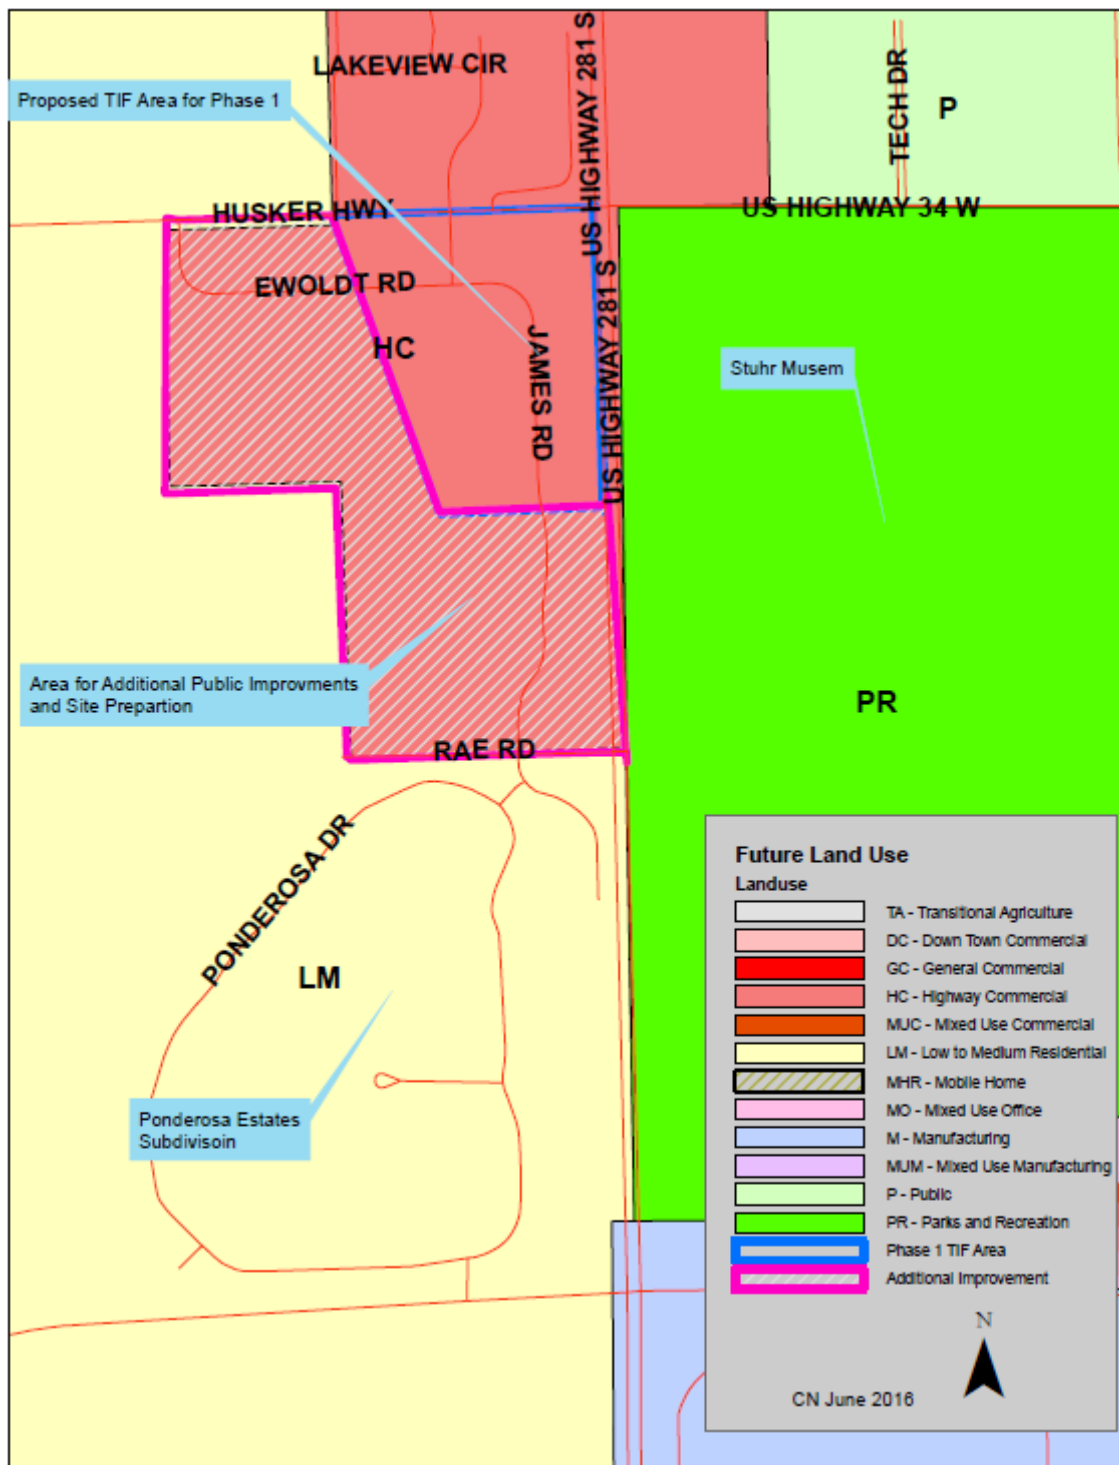 LAKEVIEW CIR
US HIGHWAY 281 S
TECH DR
P
Proposed TIF Area for Phase 1
HUSKER HWY
US HIGHWAY 34 W
EWOLDT RD
HC
JAMES RD
US HIGHWAY 281 S
Stuhr Musem
Area for Additional Public Improvments
and Site Prepartion
RAE RD
PR
PONDEROSA DR
LM
Ponderosa Estates
Subdivisoin
Future Land Use
Landuse
TA - Transitional Agriculture
DC - Down Town Commercial
GC - General Commercial
HC - Highway Commercial
MUC - Mixed Use Commercial
LM - Low to Medium Residential
MHR - Mobile Home
MO - Mixed Use Office
M - Manufacturing
MUM - Mixed Use Manufacturing
P - Public
PR - Parks and Recreation
Phase 1 TIF Area
Additional Improvement
N
CN June 2016